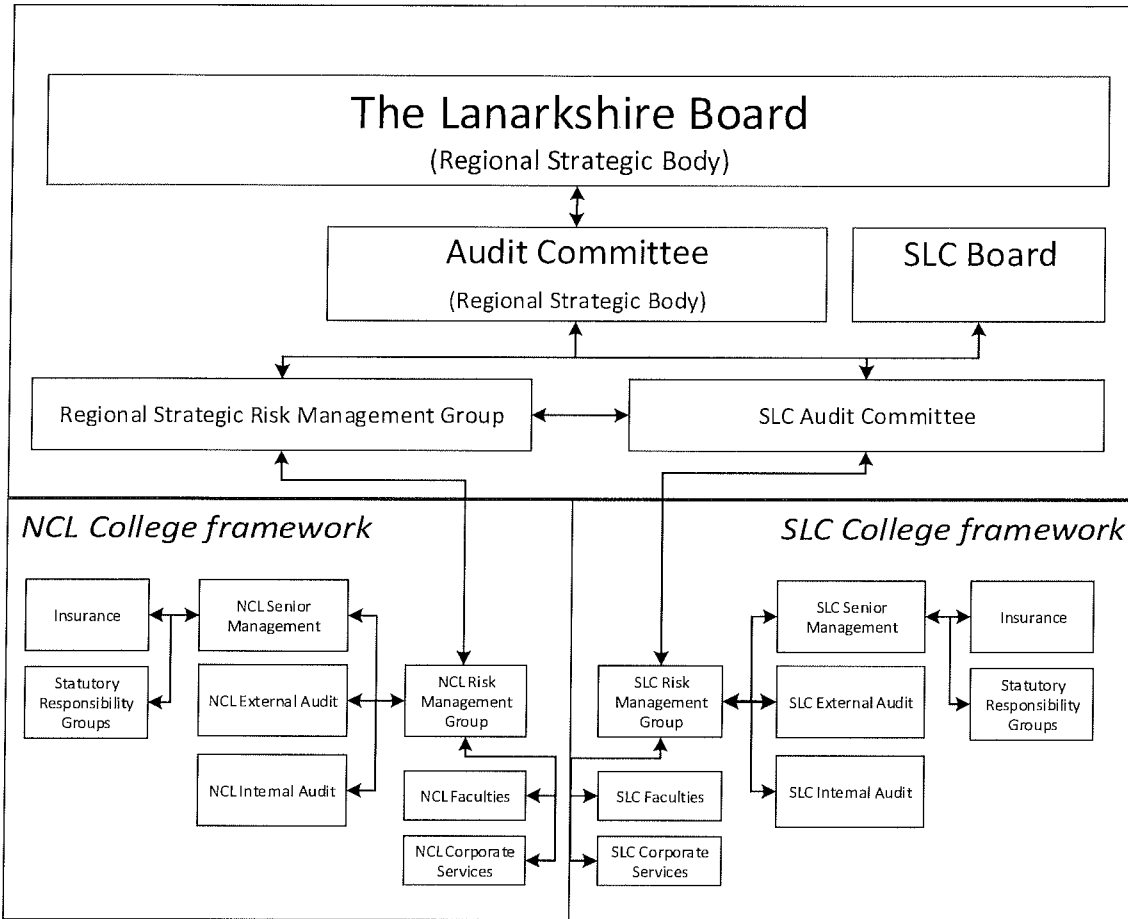 The Lanarkshire Board
(Regional Strategic Body)
Audit Committee
(Regional Strategic Body)
SLC Board
Regional Strategic Risk Management Group
SLC Audit Committee
NCL College framework
Insurance
NCL Senior
Management
Statutory
Responsibility
Groups
NCL External Audit
NCL Internal Audit
NCL Risk
Management
Group
NCL Faculties
NCL Corporate
Services
SLC College framework
SLC Risk
Management
Group
SLC Faculties
SLC Corporate
Services
SLC Senior
Management
SLC External Audit
SLC Internal Audit
Insurance
Statutory
Responsibility
Groups